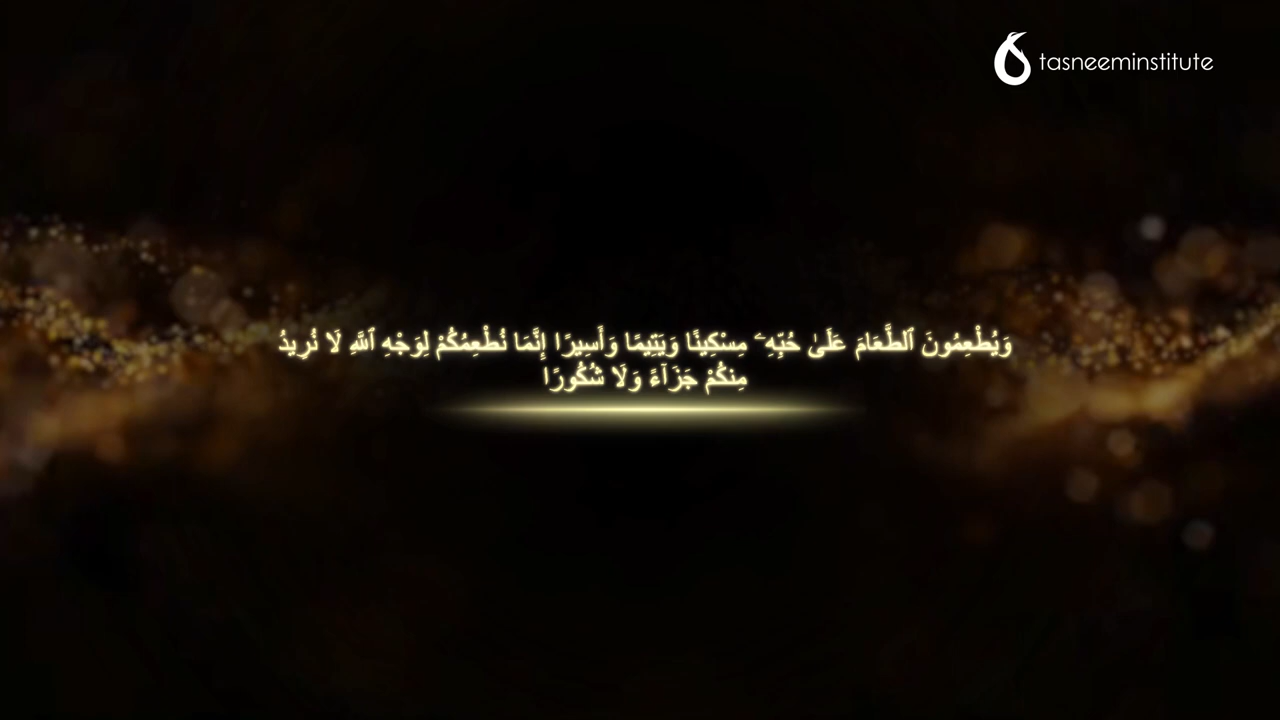 tasneeminstitute
وَيُطْعِمُونَ ٱلطَّعَامَ عَلَىٰ حُبِّهِۦ مِسْكِينًا وَيَتِيمًا وَأَسِيرًا إِنَّمَا نُطْعِمُكُمْ لِوَجْهِ ٱللَّهِ لَا نُرِيدُ
مِنكُمْ جَزَآءً وَلَا شُكُورًا